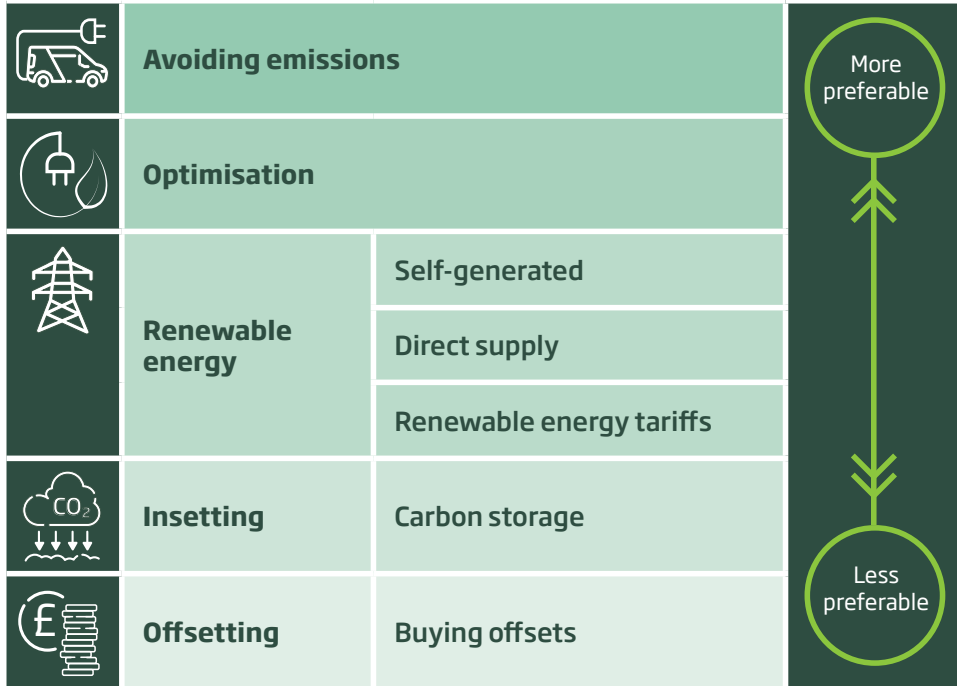 Avoiding emissions
More
preferable
Optimisation
Renewable
energy
Self-generated
Direct supply
Renewable energy tariffs
CO2
Insetting
Carbon storage
Less
preferable
£
Offsetting
Buying offsets